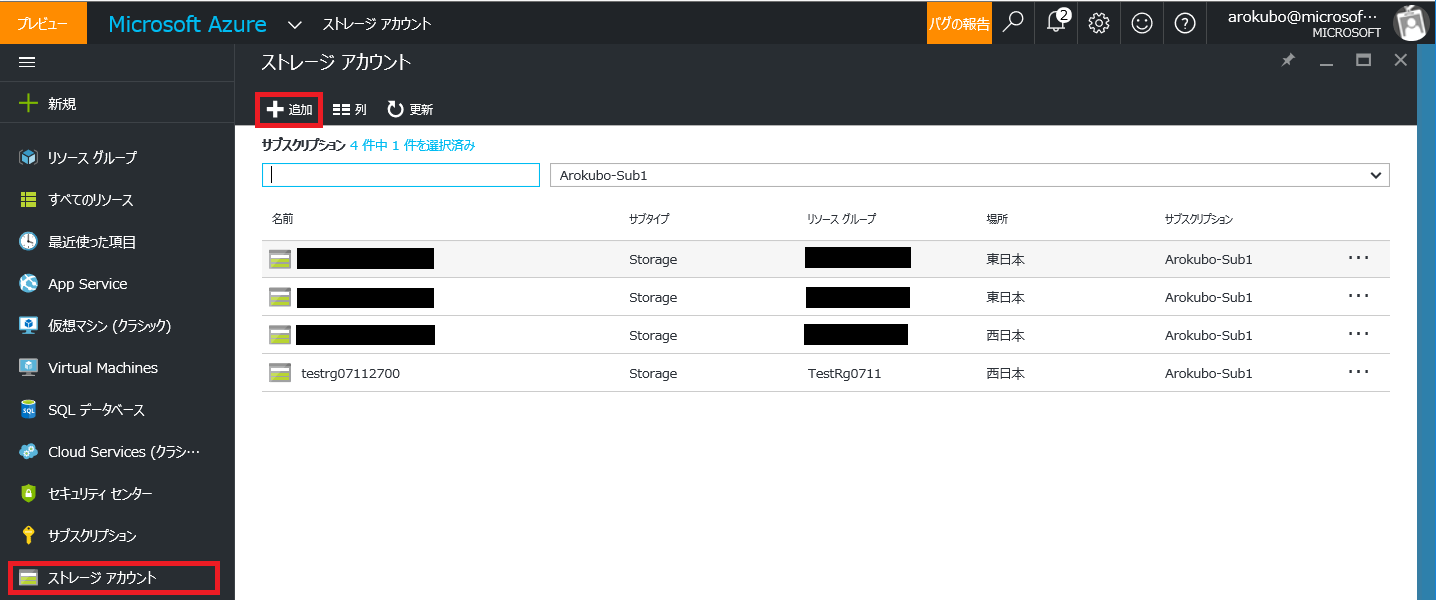 プレビュー
Microsoft Azure
ストレージ アカウント
バグの報告
2
arokubo@microsof…
MICROSOFT
新規
リソース グループ
すべてのリソース
最近使った項目
App Service
仮想マシン (クラシック)
Virtual Machines
SQL データベース
Cloud Services (クラシ…
セキュリティ センター
サブスクリプション
ストレージ アカウント
ストレージ アカウント
追加 列 更新
サブスクリプション 4 件中 1 件を選択済み
Arokubo-Sub1
名前 サブタイプ リソース グループ 場所 サブスクリプション
Storage 東日本 Arokubo-Sub1 ...
Storage 東日本 Arokubo-Sub1 ...
Storage 西日本 Arokubo-Sub1 ...
testrg07112700 Storage TestRg0711 西日本 Arokubo-Sub1 ...